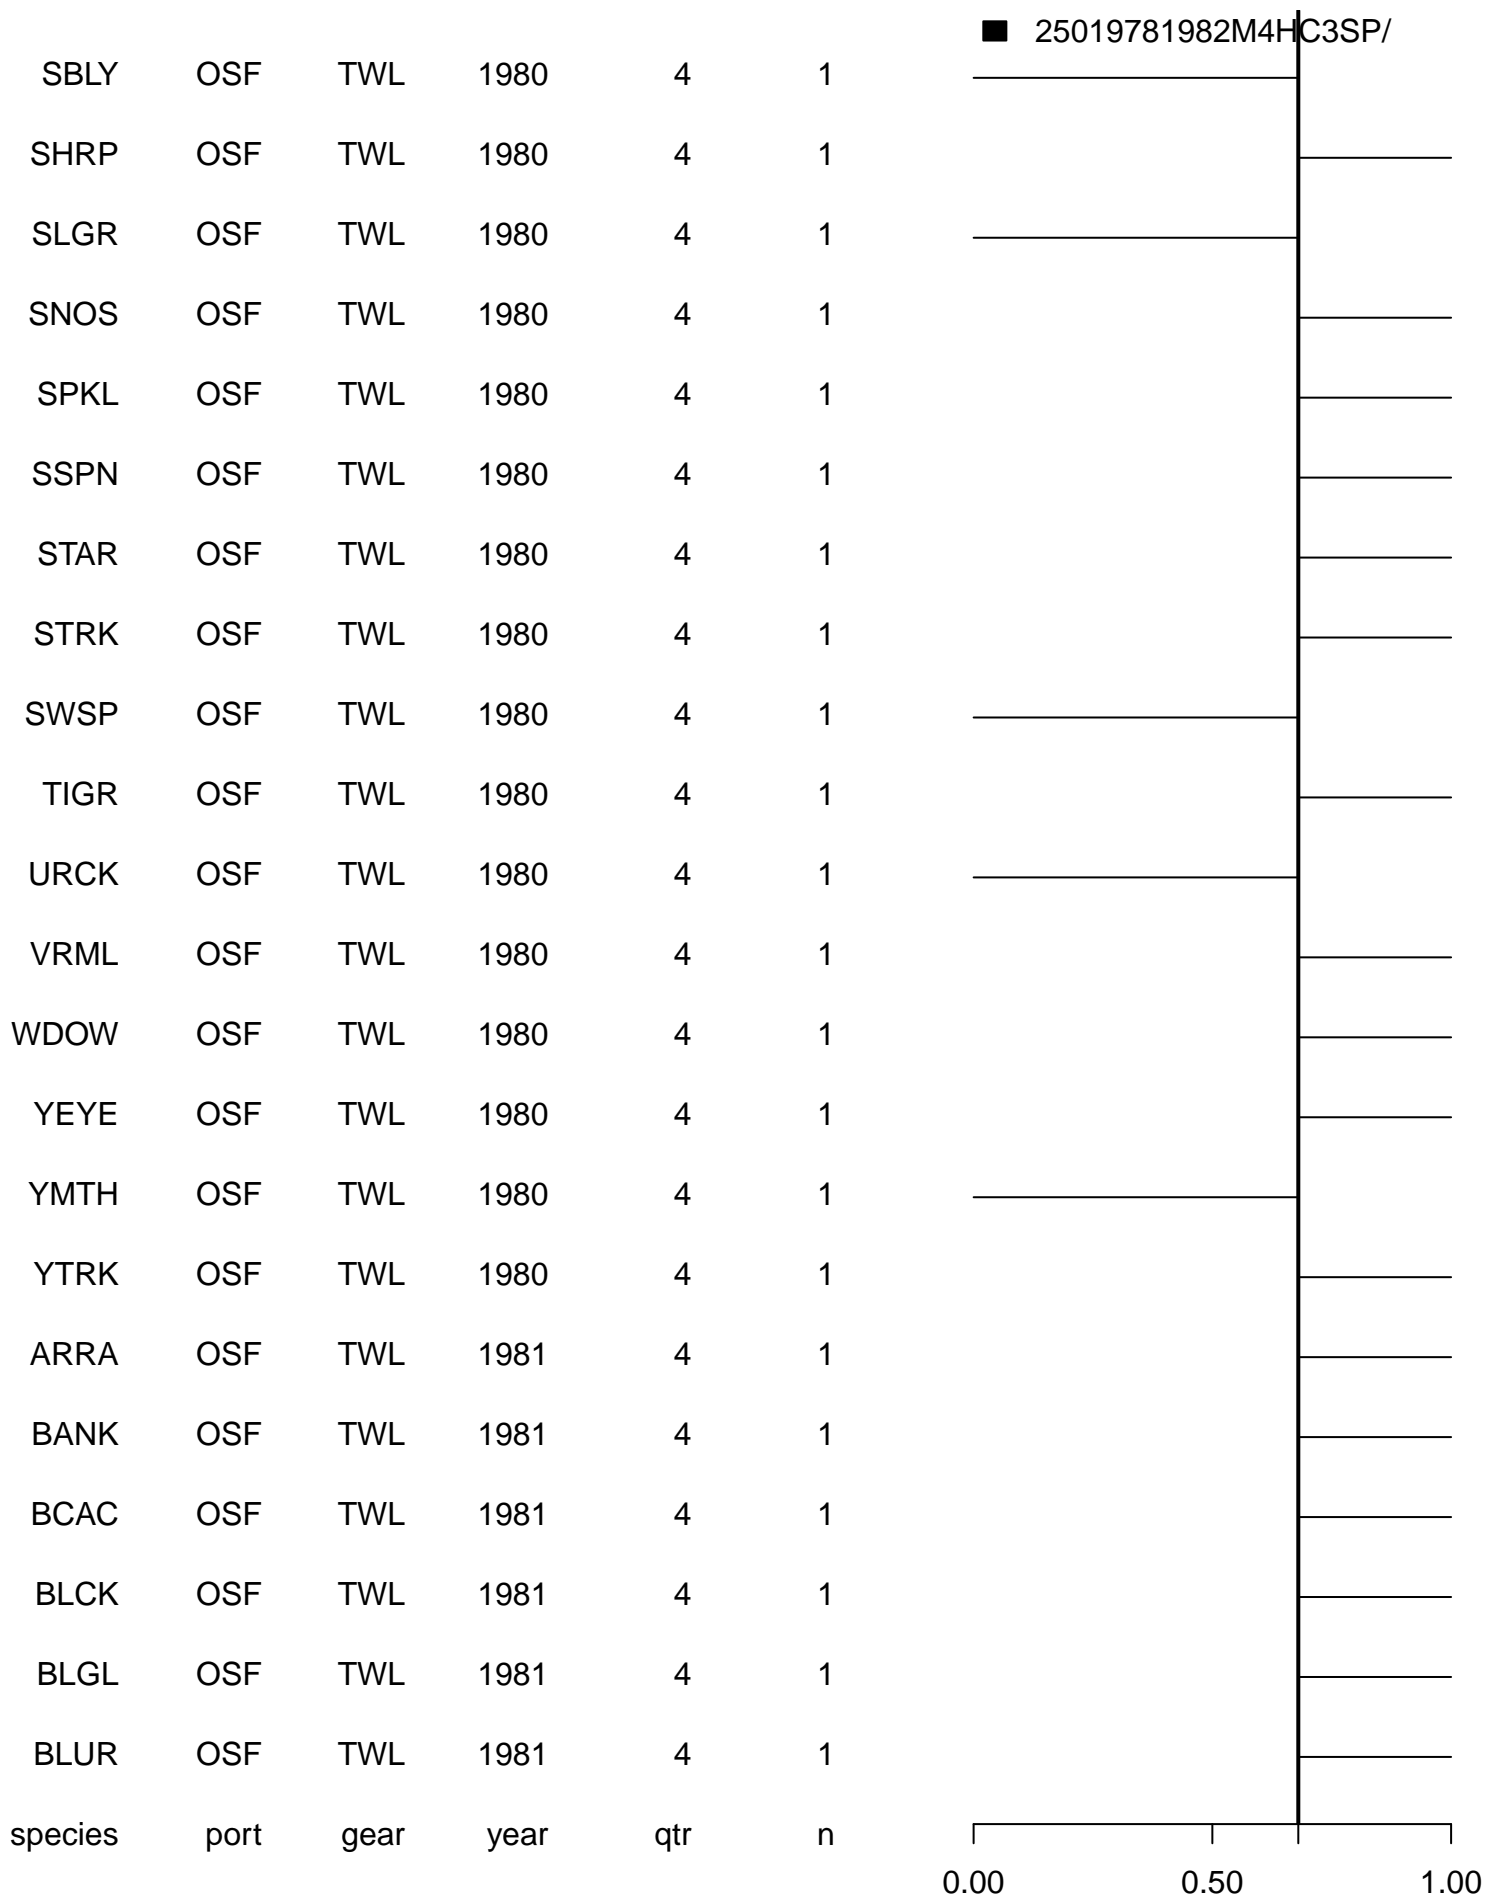 25019781982M4HC3SP/
SBLY OSF TWL 1980 4 1
SHRP OSF TWL 1980 4 1
SLGR OSF TWL 1980 4 1
SNOS OSF TWL 1980 4 1
SPKL OSF TWL 1980 4 1
SSPN OSF TWL 1980 4 1
STAR OSF TWL 1980 4 1
STRK OSF TWL 1980 4 1
SWSP OSF TWL 1980 4 1
TIGR OSF TWL 1980 4 1
URCK OSF TWL 1980 4 1
VRML OSF TWL 1980 4 1
WDOW OSF TWL 1980 4 1
YEYE OSF TWL 1980 4 1
YMTH OSF TWL 1980 4 1
YTRK OSF TWL 1980 4 1
ARRA OSF TWL 1981 4 1
BANK OSF TWL 1981 4 1
BCAC OSF TWL 1981 4 1
BLCK OSF TWL 1981 4 1
BLGL OSF TWL 1981 4 1
BLUR OSF TWL 1981 4 1
species port gear year qtr n
0.00 0.50 1.00